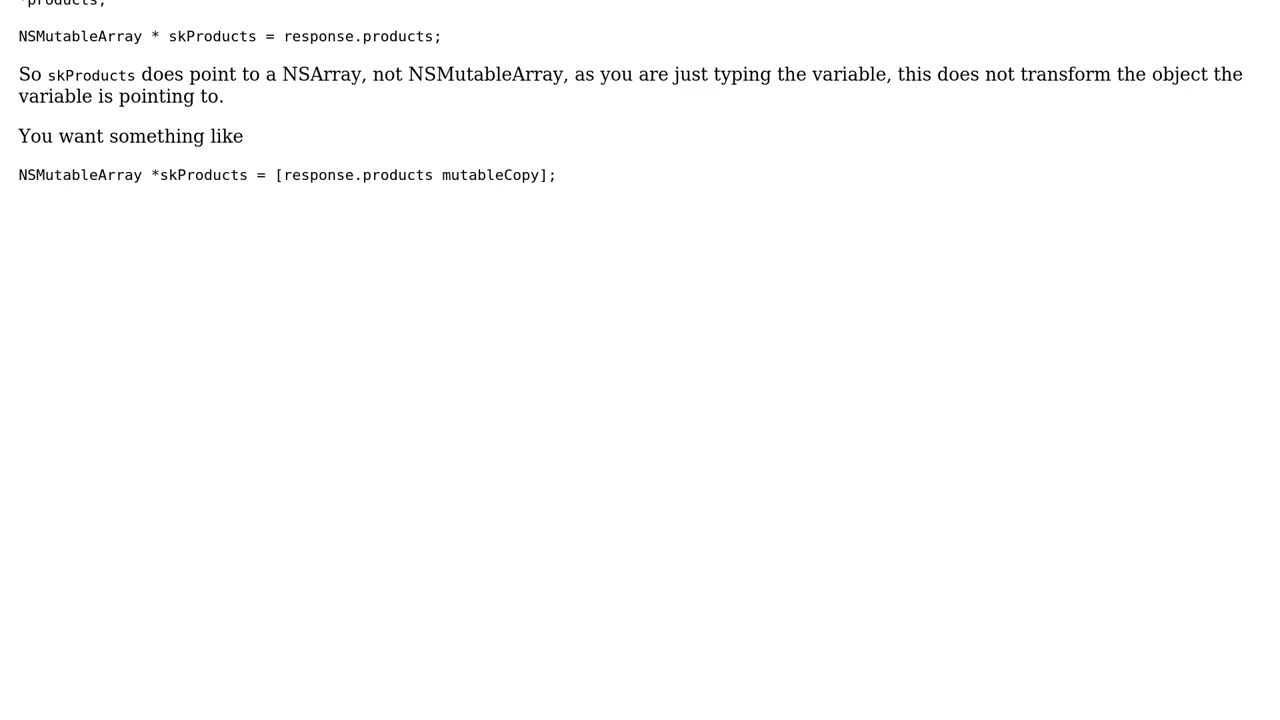 *products;
NSMutableArray * skProducts = response.products;
So skProducts does point to a NSArray, not NSMutableArray, as you are just typing the variable, this does not transform the object the
variable is pointing to.
You want something like
NSMutableArray *skProducts = [response.products mutableCopy];